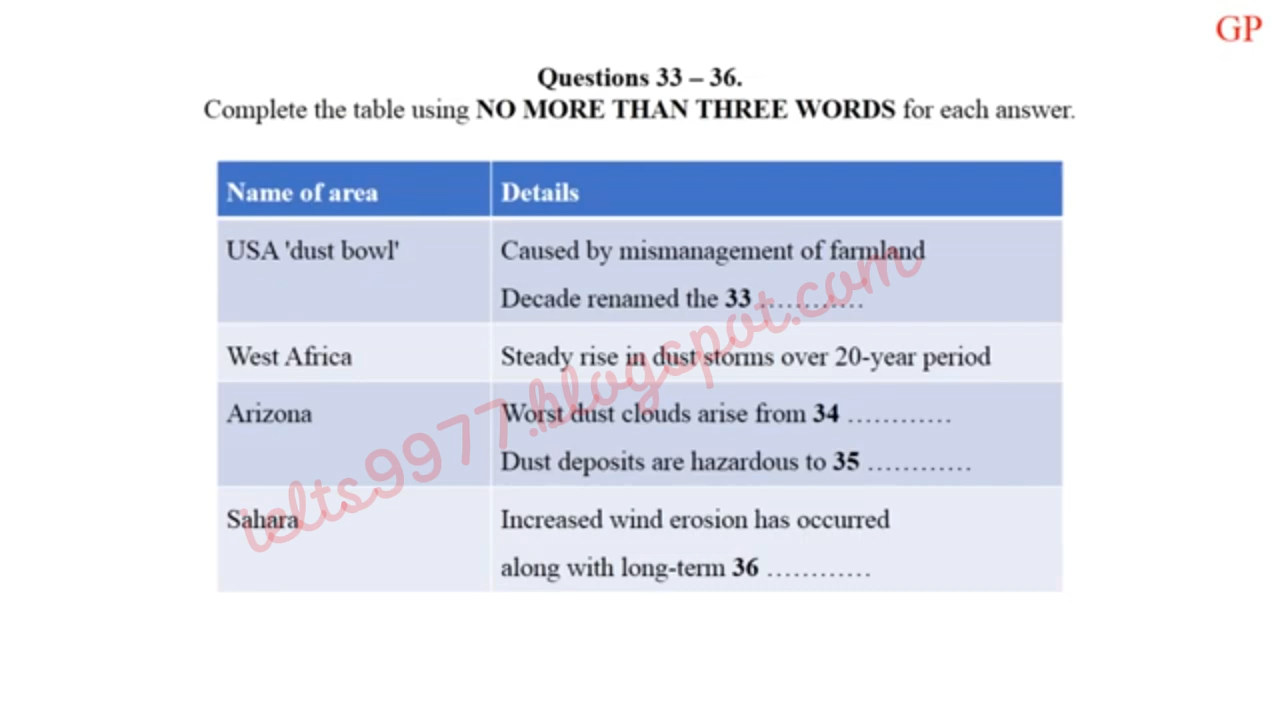 GP
Questions 33 – 36.
Complete the table using NO MORE THAN THREE WORDS for each answer.
Name of area Details
USA 'dust bowl' Caused by mismanagement of farmland
Decade renamed the 33 …………
West Africa Steady rise in dust storms over 20-year period
Arizona Worst dust clouds arise from 34 …………
Dust deposits are hazardous to 35 …………
Sahara Increased wind erosion has occurred
along with long-term 36 …………
ielts9977.blogspot.com